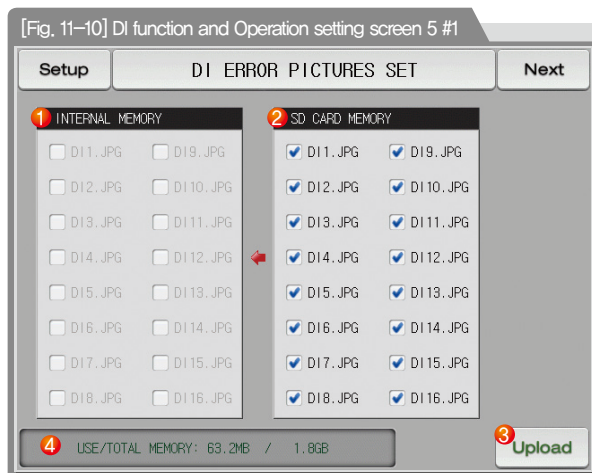 [Fig. 11-10] DI function and Operation setting screen 5 #1
Setup DI ERROR PICTURES SET Next
1 INTERNAL MEMORY 2 SD CARD MEMORY
DI1.JPG DI9.JPG DI1.JPG DI9.JPG
DI2.JPG DI10.JPG DI2.JPG DI10.JPG
DI3.JPG DI11.JPG DI3.JPG DI11.JPG
DI4.JPG DI12.JPG DI4.JPG DI12.JPG
DI5.JPG DI13.JPG DI5.JPG DI13.JPG
DI6.JPG DI14.JPG DI6.JPG DI14.JPG
DI7.JPG DI15.JPG DI7.JPG DI15.JPG
DI8.JPG DI16.JPG DI8.JPG DI16.JPG
4 USE/TOTAL MEMORY: 63.2MB / 1.8GB 3 Upload